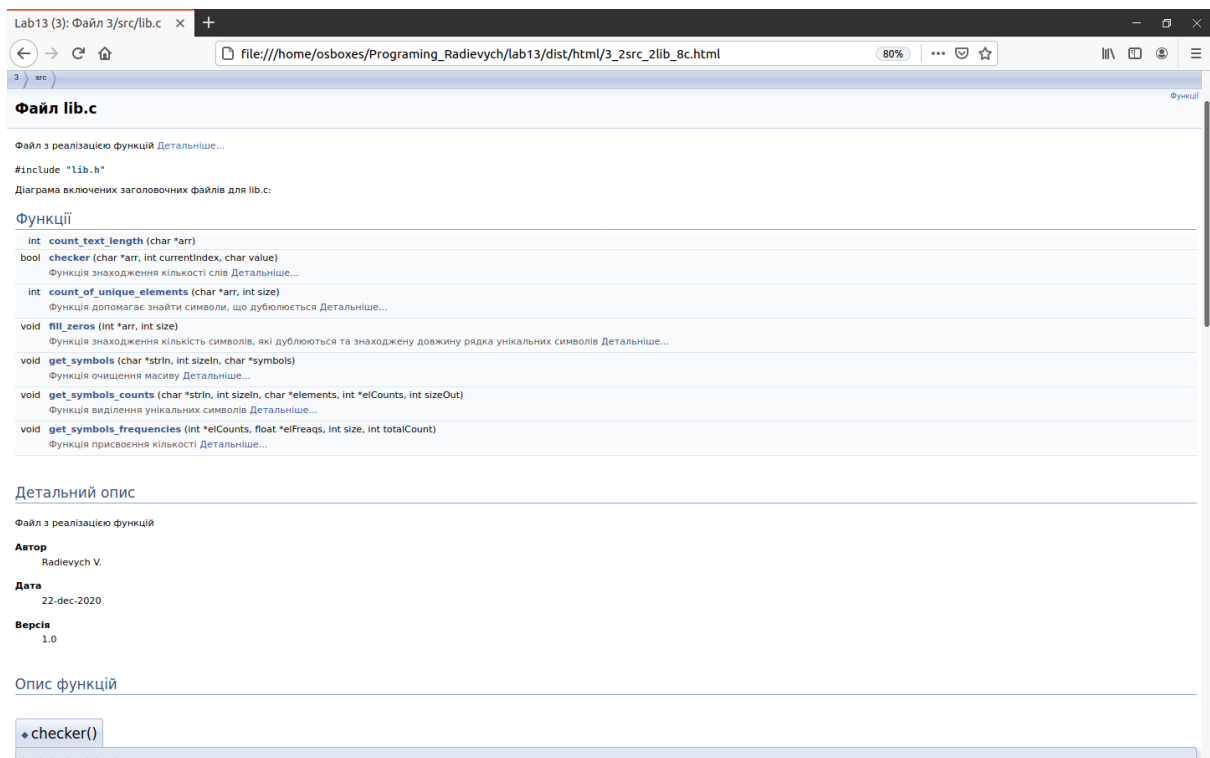 Lab13 (3): Файл 3/src/lib.c
file:///home/osboxes/Programing_Radievych/lab13/dist/html/3_2src_2lib_8c.html
80%
3 src
Функції
Файл lib.c
Файл з реалізацією функцій Детальніше...
#include "lib.h"
Діаграма включених заголовочних файлів для lib.c:
Функції
int count_text_length (char *arr)
bool checker (char *arr, int currentIndex, char value)
Функція знаходження кількості слів Детальніше...
int count_of_unique_elements (char *arr, int size)
Функція допомагає знайти символи, що дубюлюється Детальніше...
void fill_zeros (int *arr, int size)
Функція знаходження кількість символів, які дублюються та знаходжену довжину рядка унікальних символів Детальніше...
void get_symbols (char *strIn, int sizeIn, char *symbols)
Функція очищення масиву Детальніше...
void get_symbols_counts (char *strIn, int sizeIn, char *elements, int *elCounts, int sizeOut)
Функція виділення унікальних символів Детальніше...
void get_symbols_frequencies (int *elCounts, float *elFreaqs, int size, int totalCount)
Функція присвоєння кількості Детальніше...
Детальний опис
Файл з реалізацією функцій
Автор
Radievych V.
Дата
22-dec-2020
Версія
1.0
Опис функцій
checker()